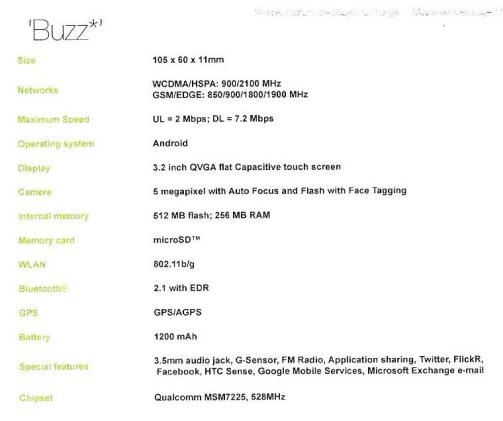 'Buzz*'
Size 105 x 60 x 11mm
Networks WCDMA/HSPA: 900/2100 MHz
GSM/EDGE: 850/900/1800/1900 MHz
Maximum Speed UL = 2 Mbps; DL = 7.2 Mbps
Operating system Android
Display 3.2 inch QVGA flat Capacitive touch screen
Camera 5 megapixel with Auto Focus and Flash with Face Tagging
Internal memory 512 MB flash; 256 MB RAM
Memory card microSD™
WLAN 802.11b/g
Bluetooth® 2.1 with EDR
GPS GPS/AGPS
Battery 1200 mAh
Special features 3.5mm audio jack, G-Sensor, FM Radio, Application sharing, Twitter, FlickR,
Facebook, HTC Sense, Google Mobile Services, Microsoft Exchange e-mail
Chipset Qualcomm MSM7225, 528MHz